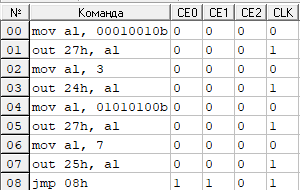 № Команда CE0 CE1 CE2 CLK
00 mov al, 00010010b 0 0 0 0
01 out 27h, al 0 0 0 1
02 mov al, 3 0 0 0 0
03 out 24h, al 0 0 0 1
04 mov al, 01010100b 0 0 0 0
05 out 27h, al 0 0 0 1
06 mov al, 7 0 0 0 0
07 out 25h, al 0 0 0 1
08 jmp 08h 1 1 0 1